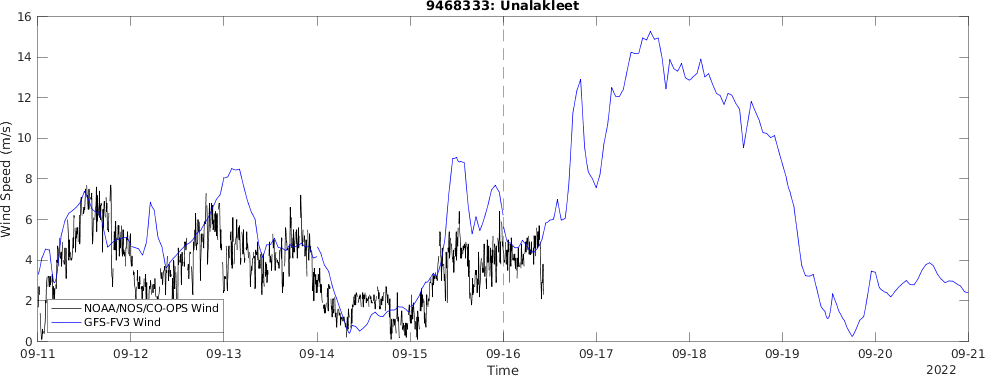 9468333: Unalakleet
16
14
12
10
8
6
4
2
0
Wind Speed (m/s)
NOAA/NOS/CO-OPS Wind
GFS-FV3 Wind
09-11 09-12 09-13 09-14 09-15 09-16 09-17 09-18 09-19 09-20 09-21
Time
2022